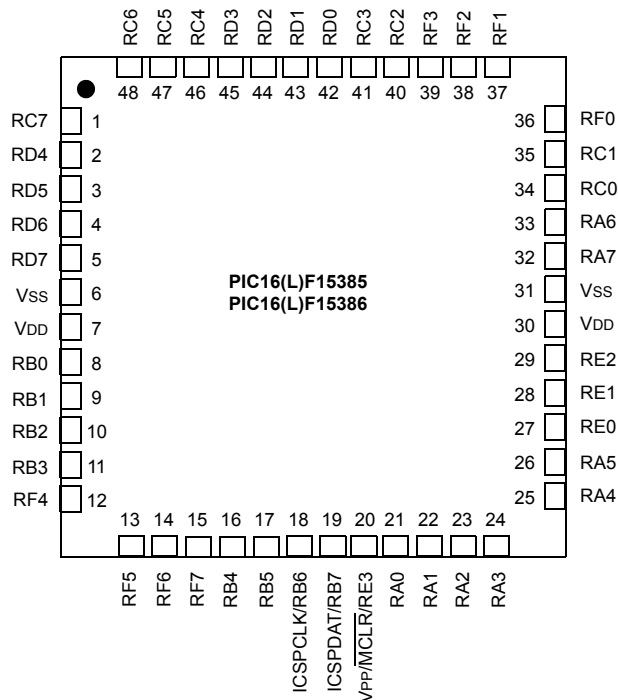 RC6 RC5 RC4 RD3 RD2 RD1 RD0 RC3 RC2 RF3 RF2 RF1
48 47 46 45 44 43 42 41 40 39 38 37
RC7 1 36 RF0
RD4 2 35 RC1
RD5 3 34 RC0
RD6 4 33 RA6
RD7 5 32 RA7
PIC16(L)F15385
PIC16(L)F15386
VSS 6 31 VSS
VDD 7 30 VDD
RB0 8 29 RE2
RB1 9 28 RE1
RB2 10 27 RE0
RB3 11 26 RA5
RF4 12 25 RA4
13 14 15 16 17 18 19 20 21 22 23 24
RF5 RF6 RF7 RB4 RB5 ICSPCLK/RB6 ICSPDAT/RB7 VPP/MCLR/RE3 RA0 RA1 RA2 RA3